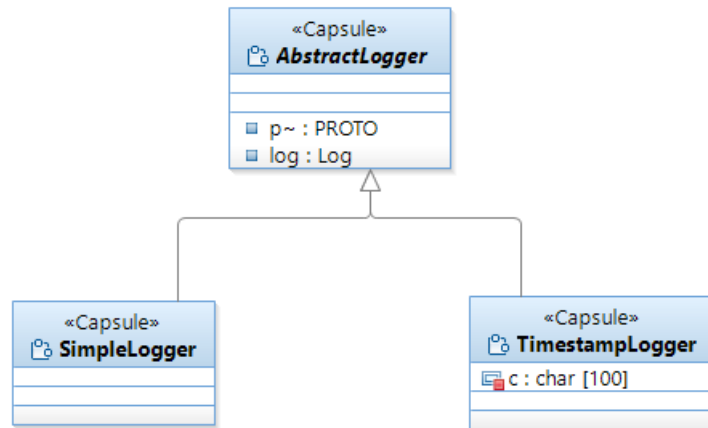 «Capsule»
AbstractLogger
p~ : PROTO
log : Log
«Capsule»
SimpleLogger
«Capsule»
TimestampLogger
c : char [100]